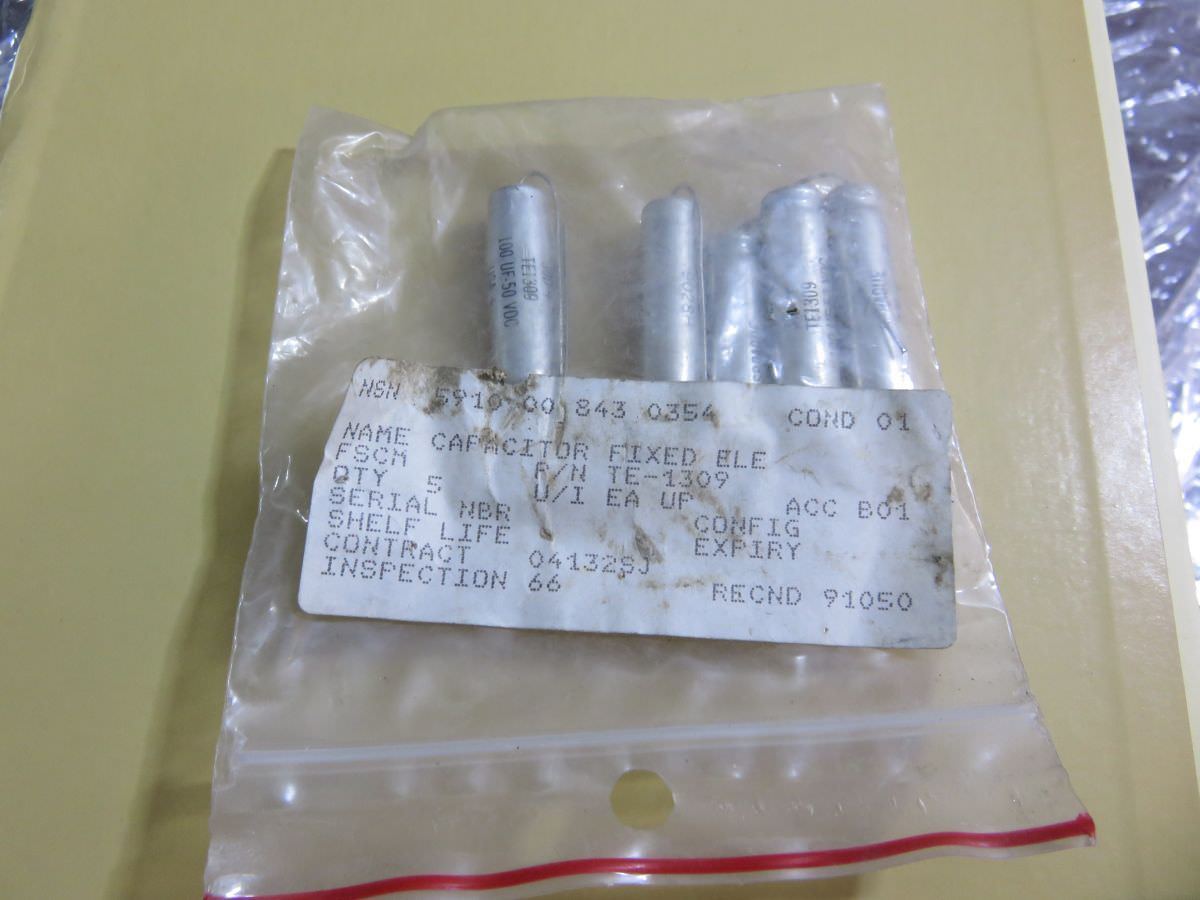 TE1309
100 UF-50 VDC
USA
TE1309
NSN 5910 00 843 0354 COND 01
NAME CAPACITOR FIXED ELE
FSCM P/N TE-1309
QTY 5 U/I EA UP ACC B01
SERIAL NBR CONFIG
SHELF LIFE EXPIRY
CONTRACT 041329J
INSPECTION 66 RECND 91050